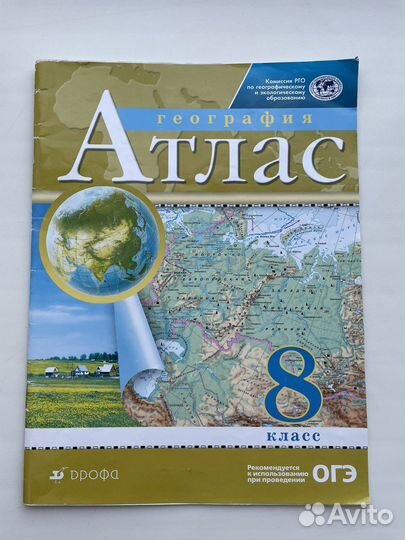 Комиссия РГО
по географическому
и экологическому
образованию
география
Атлас
8
класс
дрофа
Рекомендуется
к использованию
при проведении
ОГЭ
Avito